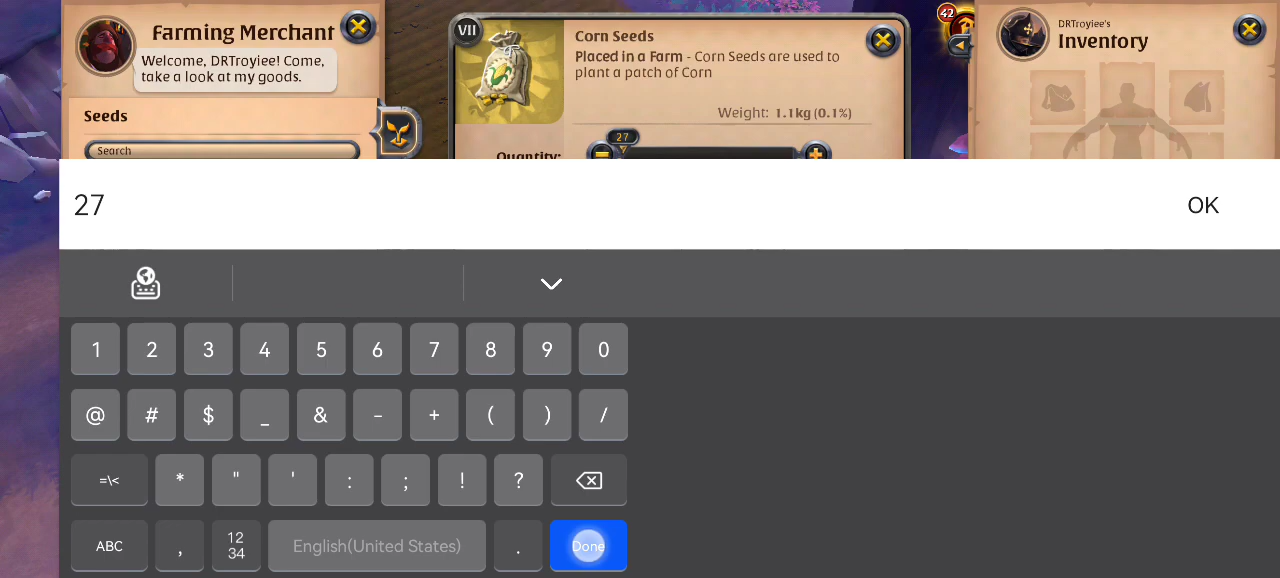 Farming Merchant
Welcome, DRTroyiee! Come,
take a look at my goods.
Seeds
Search
VII
Corn Seeds
Placed in a Farm - Corn Seeds are used to
plant a patch of Corn
Weight: 1.1kg (0.1%)
27
Quantity:
42
DRTroyiee's
Inventory
27
OK
1 2 3 4 5 6 7 8 9 0
@ # $ _ & - + ( ) /
=\< * " ' : ; ! ?
ABC , 12 34 English(United States) . Done